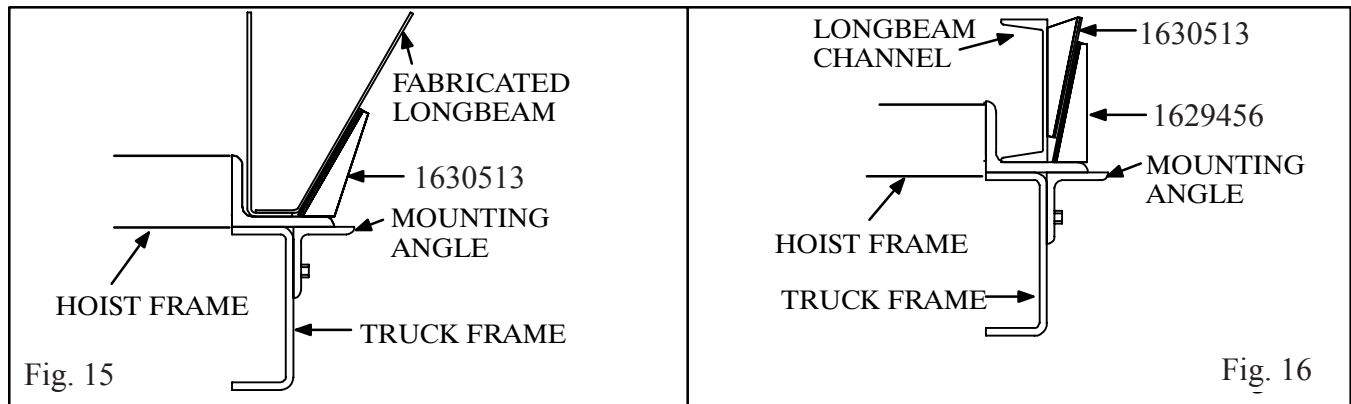 FABRICATED
LONGBEAM
1630513
MOUNTING
ANGLE
HOIST FRAME
TRUCK FRAME
Fig. 15
LONGBEAM
CHANNEL
1630513
1629456
MOUNTING
ANGLE
HOIST FRAME
TRUCK FRAME
Fig. 16